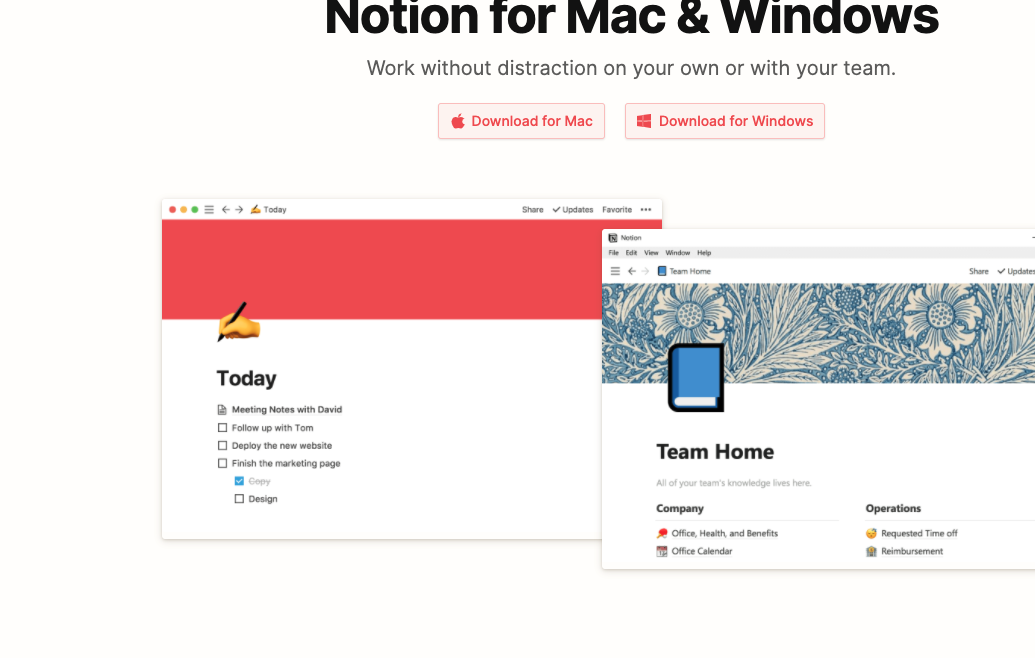 Notion for Mac & Windows
Work without distraction on your own or with your team.
Download for Mac
Download for Windows
Today
Share Updates Favorite •••
Today
Meeting Notes with David
Follow up with Tom
Deploy the new website
Finish the marketing page
Copy
Design
Notion
File Edit View Window Help
Team Home
Share Updates
Team Home
All of your team's knowledge lives here.
Company
Office, Health, and Benefits
Office Calendar
Operations
Requested Time off
Reimbursement